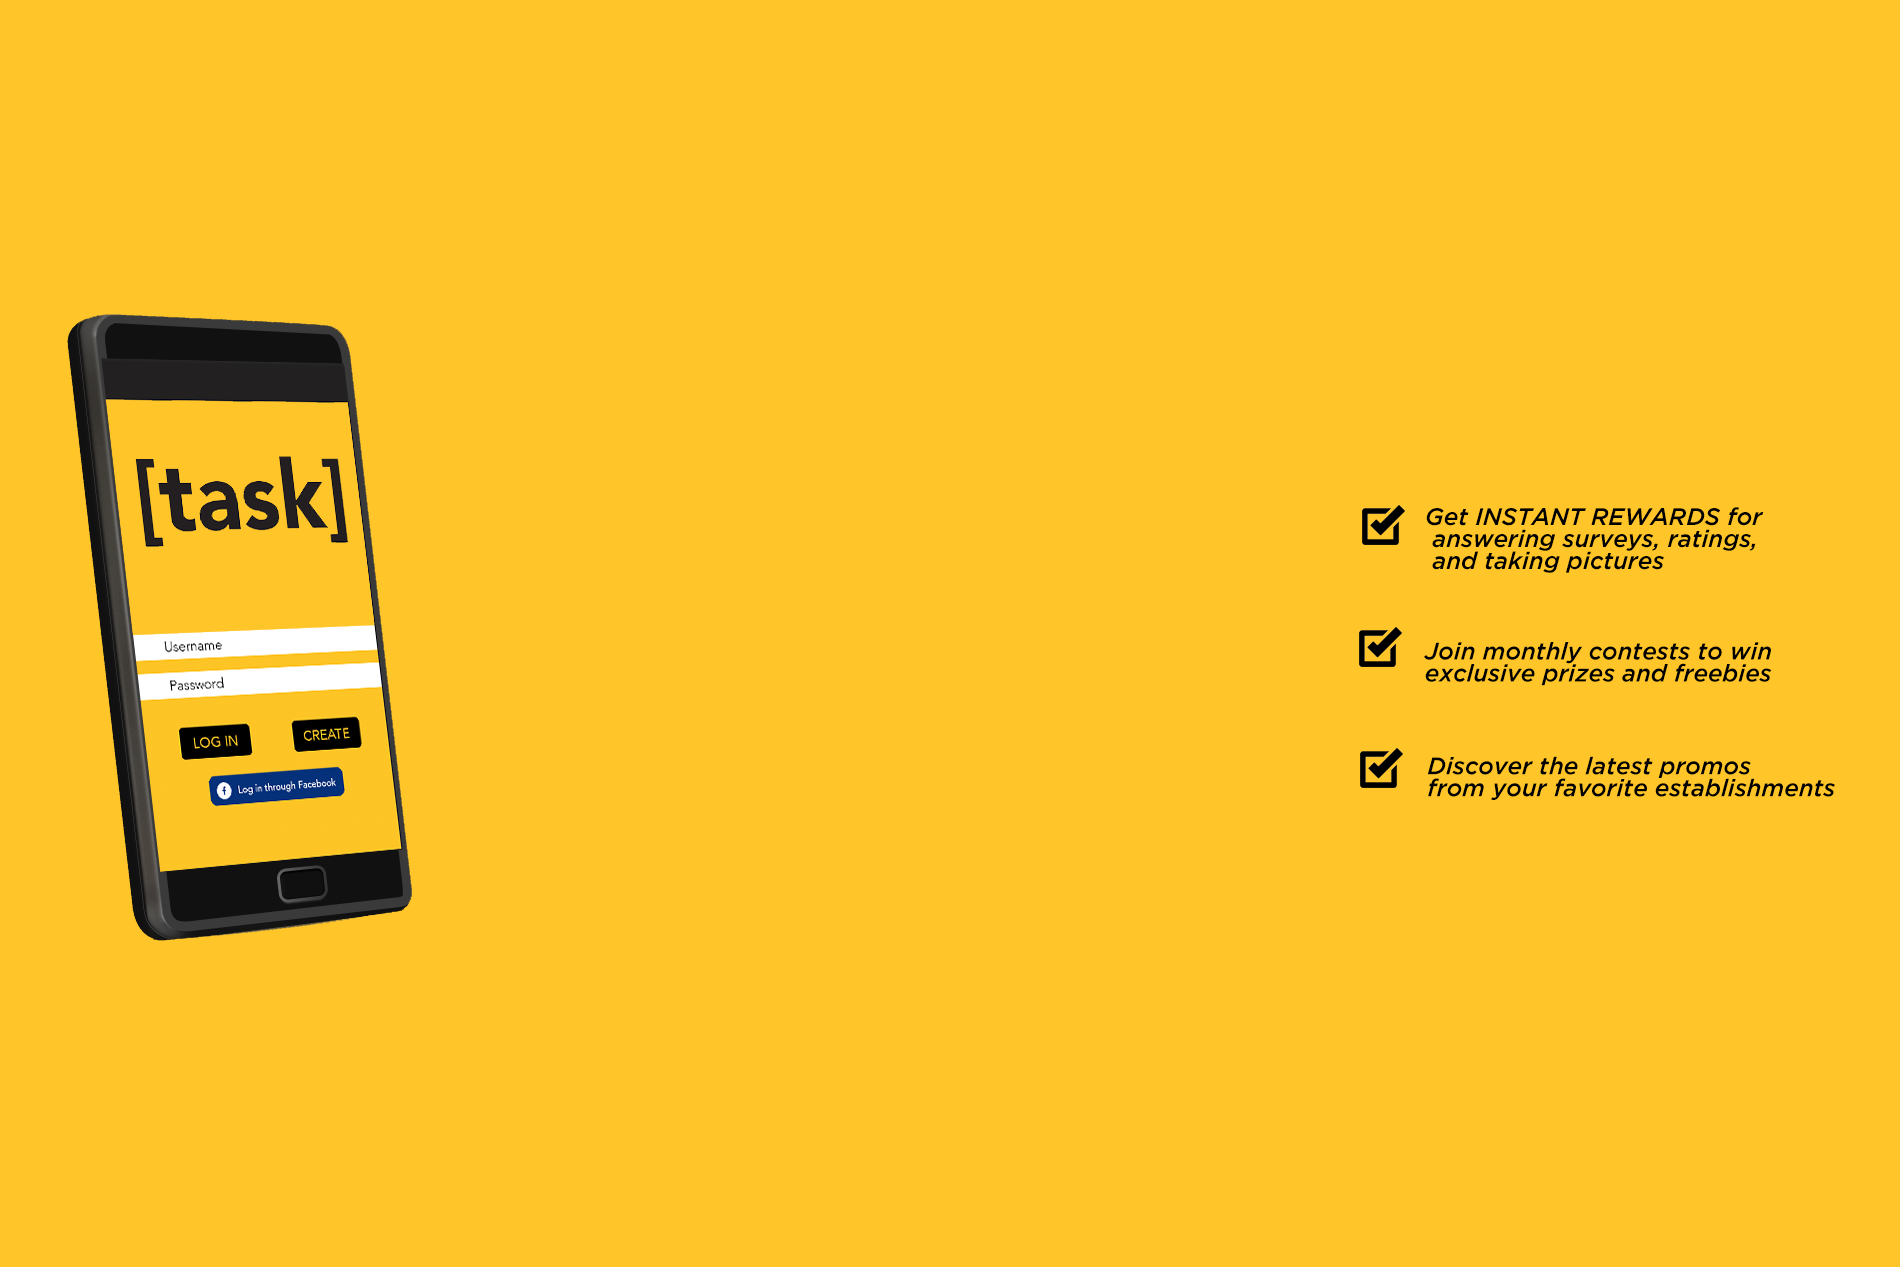 [task]
Username
Password
LOG IN
CREATE
Log in through Facebook
Get INSTANT REWARDS for
answering surveys, ratings,
and taking pictures
Join monthly contests to win
exclusive prizes and freebies
Discover the latest promos
from your favorite establishments